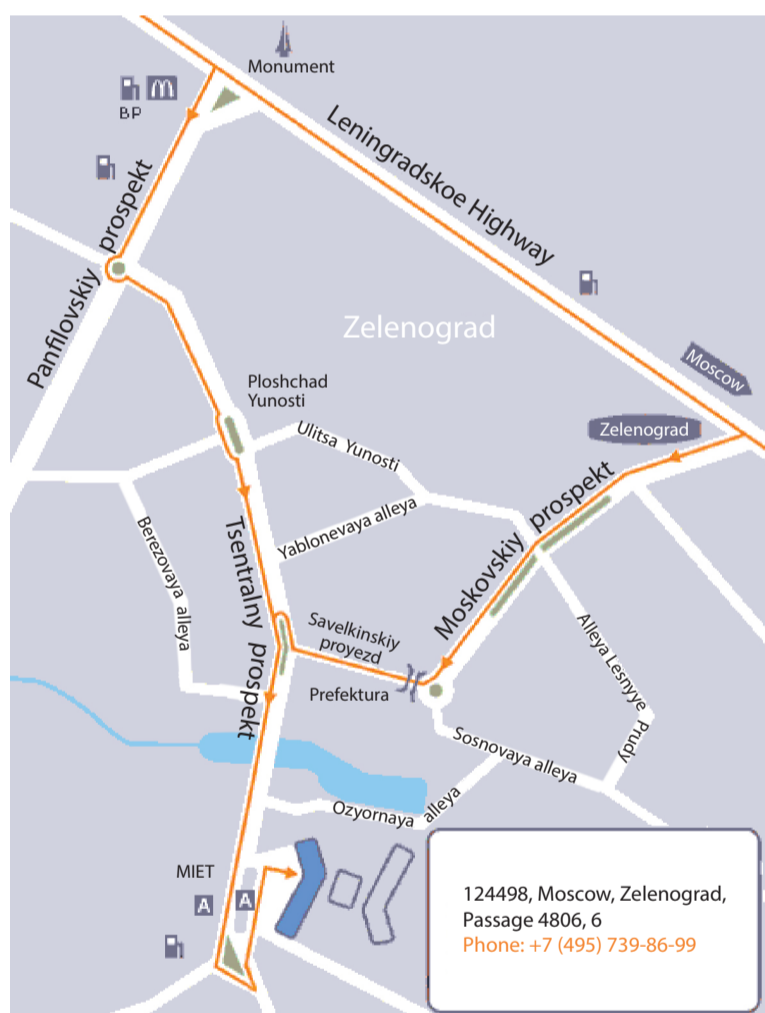 Monument
BP
Leningradskoe Highway
Panfilovskiy prospekt
Zelenograd
Moscow
Ploshchad
Yunosti
Zelenograd
Ulitsa Yunosti
Moskovskiy prospekt
Yablonevaya alleya
Berezovaya alleya
Tsentralny prospekt
Savelkinskiy
proyezd
Alleya Lesnyye Prudy
Prefektura
Sosnovaya alleya
Ozyornaya alleya
MIET
A
A
124498, Moscow, Zelenograd,
Passage 4806, 6
Phone: +7 (495) 739-86-99